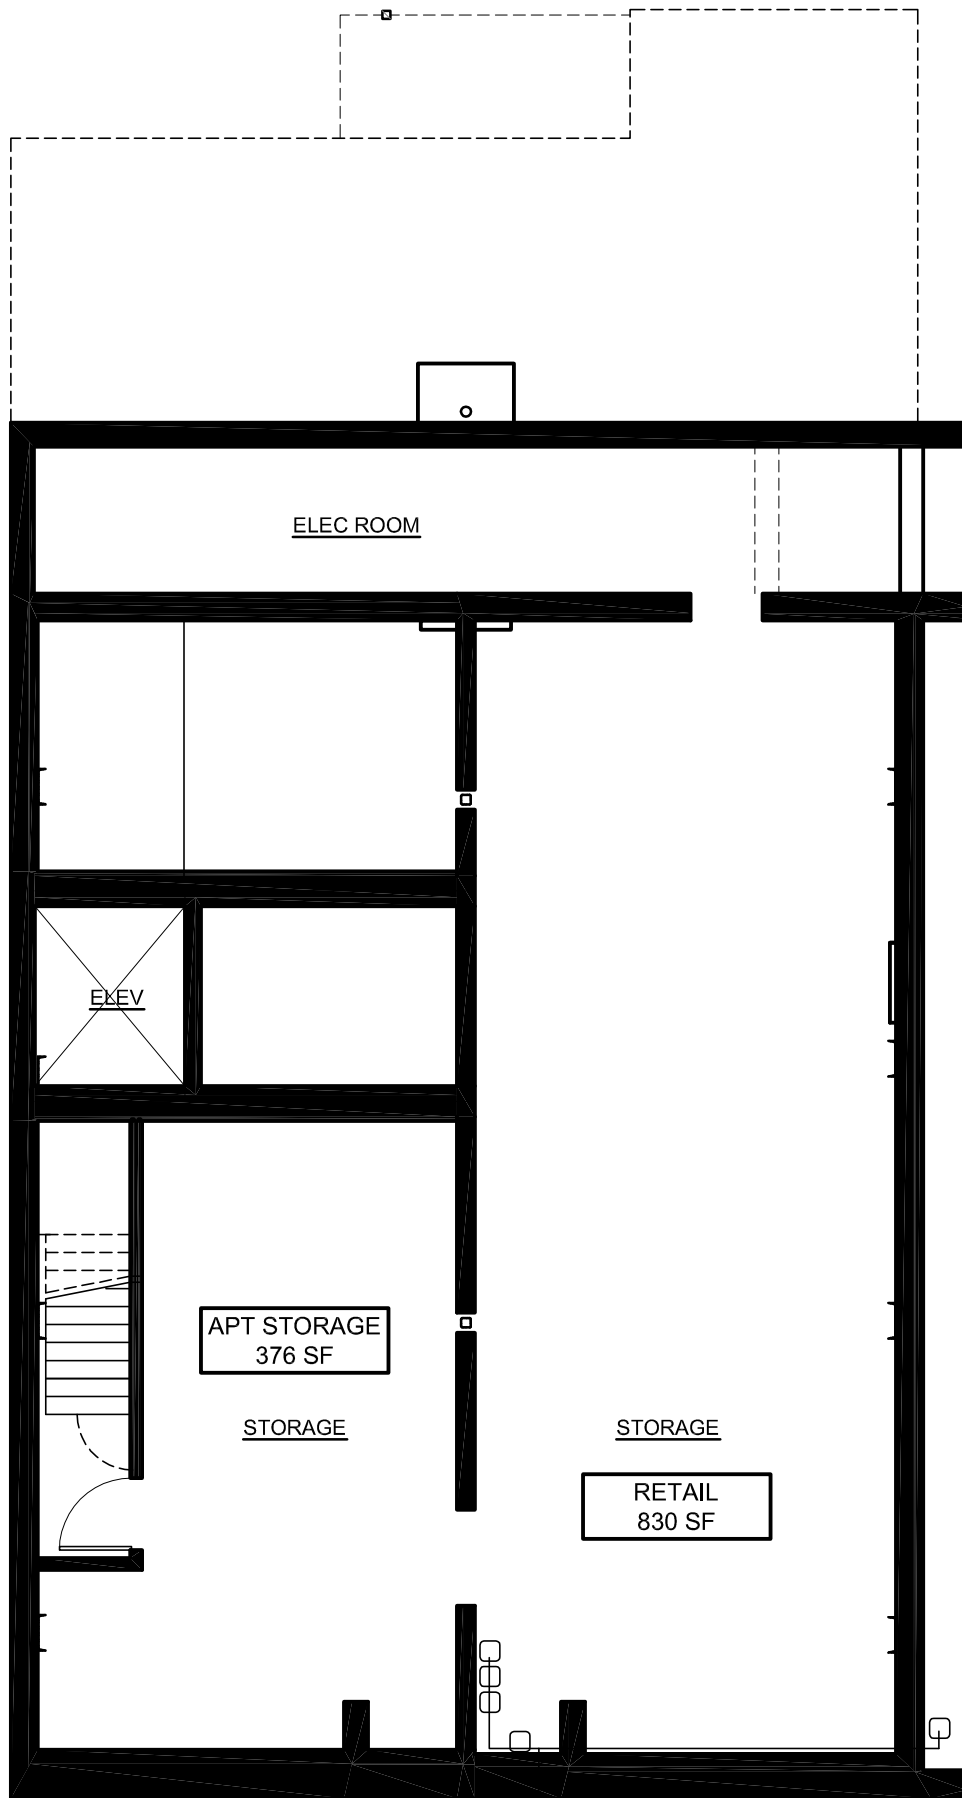 ELEC ROOM
ELEV
APT STORAGE
376 SF
STORAGE
STORAGE
RETAIL
830 SF